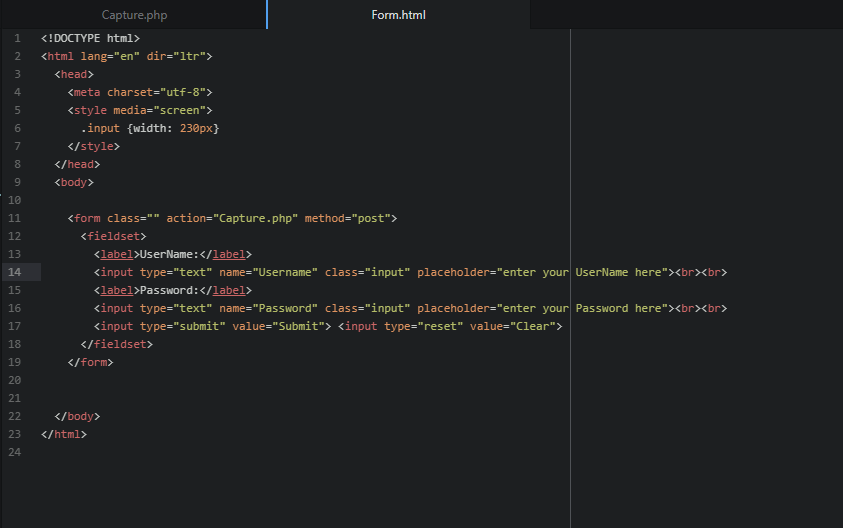 Capture.php
Form.html
1 <!DOCTYPE html>
2 <html lang="en" dir="ltr">
3 <head>
4 <meta charset="utf-8">
5 <style media="screen">
6 .input {width: 230px}
7 </style>
8 </head>
9 <body>
10
11 <form class="" action="Capture.php" method="post">
12 <fieldset>
13 <label>UserName:</label>
14 <input type="text" name="Username" class="input" placeholder="enter your UserName here"><br><br>
15 <label>Password:</label>
16 <input type="text" name="Password" class="input" placeholder="enter your Password here"><br><br>
17 <input type="submit" value="Submit"> <input type="reset" value="Clear">
18 </fieldset>
19 </form>
20
21
22 </body>
23 </html>
24